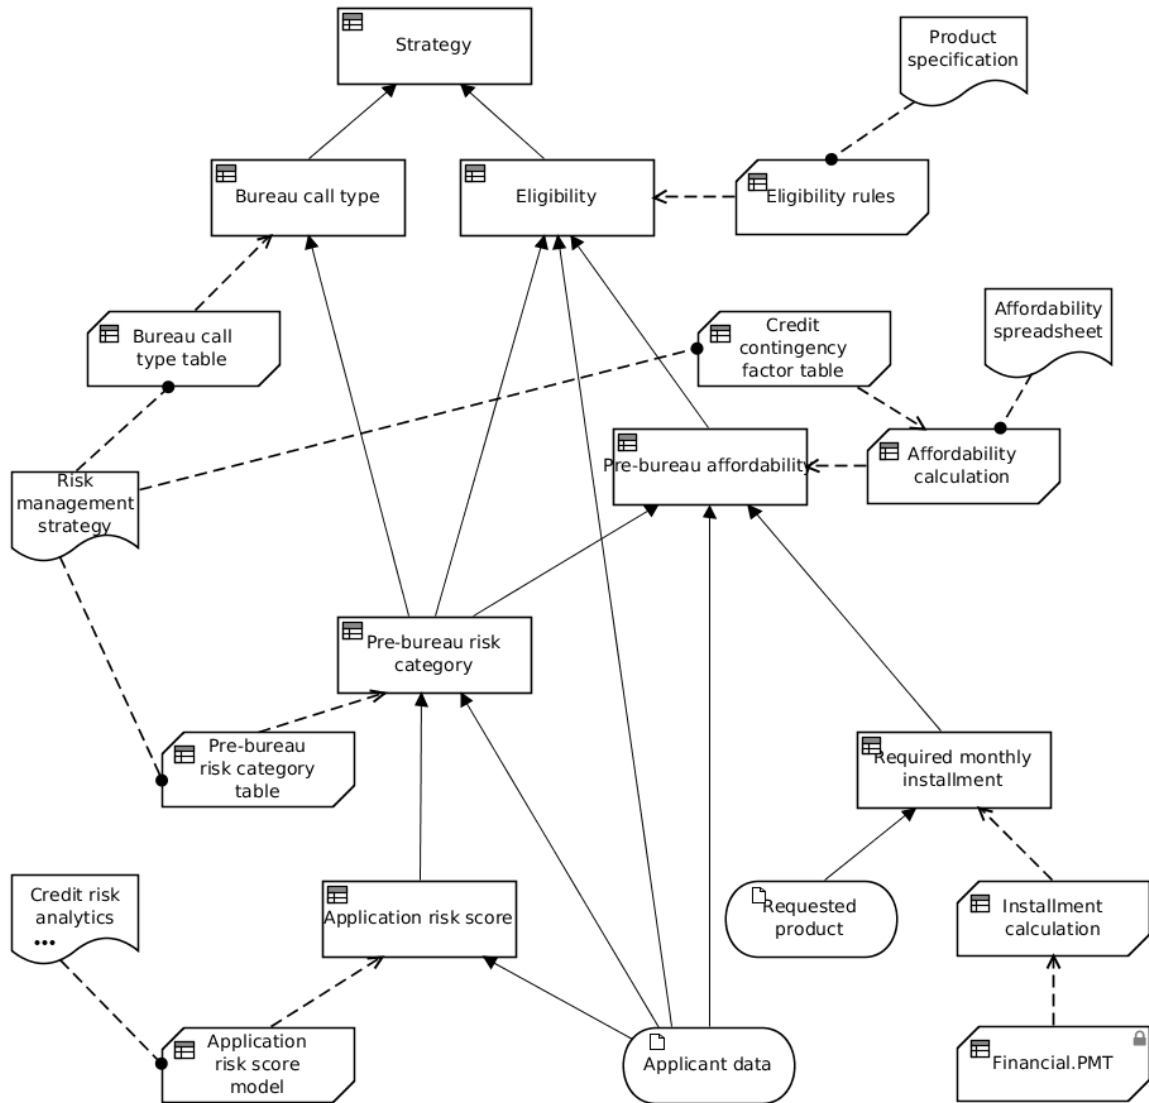 Strategy
Product
specification
Bureau call type
Eligibility
Eligibility rules
Bureau call
type table
Credit
contingency
factor table
Affordability
spreadsheet
Risk
management
strategy
Pre-bureau affordability
Affordability
calculation
Pre-bureau risk
category
Pre-bureau
risk category
table
Required monthly
installment
Credit risk
analytics
•••
Application risk score
Requested
product
Installment
calculation
Application
risk score
model
Applicant data
Financial.PMT